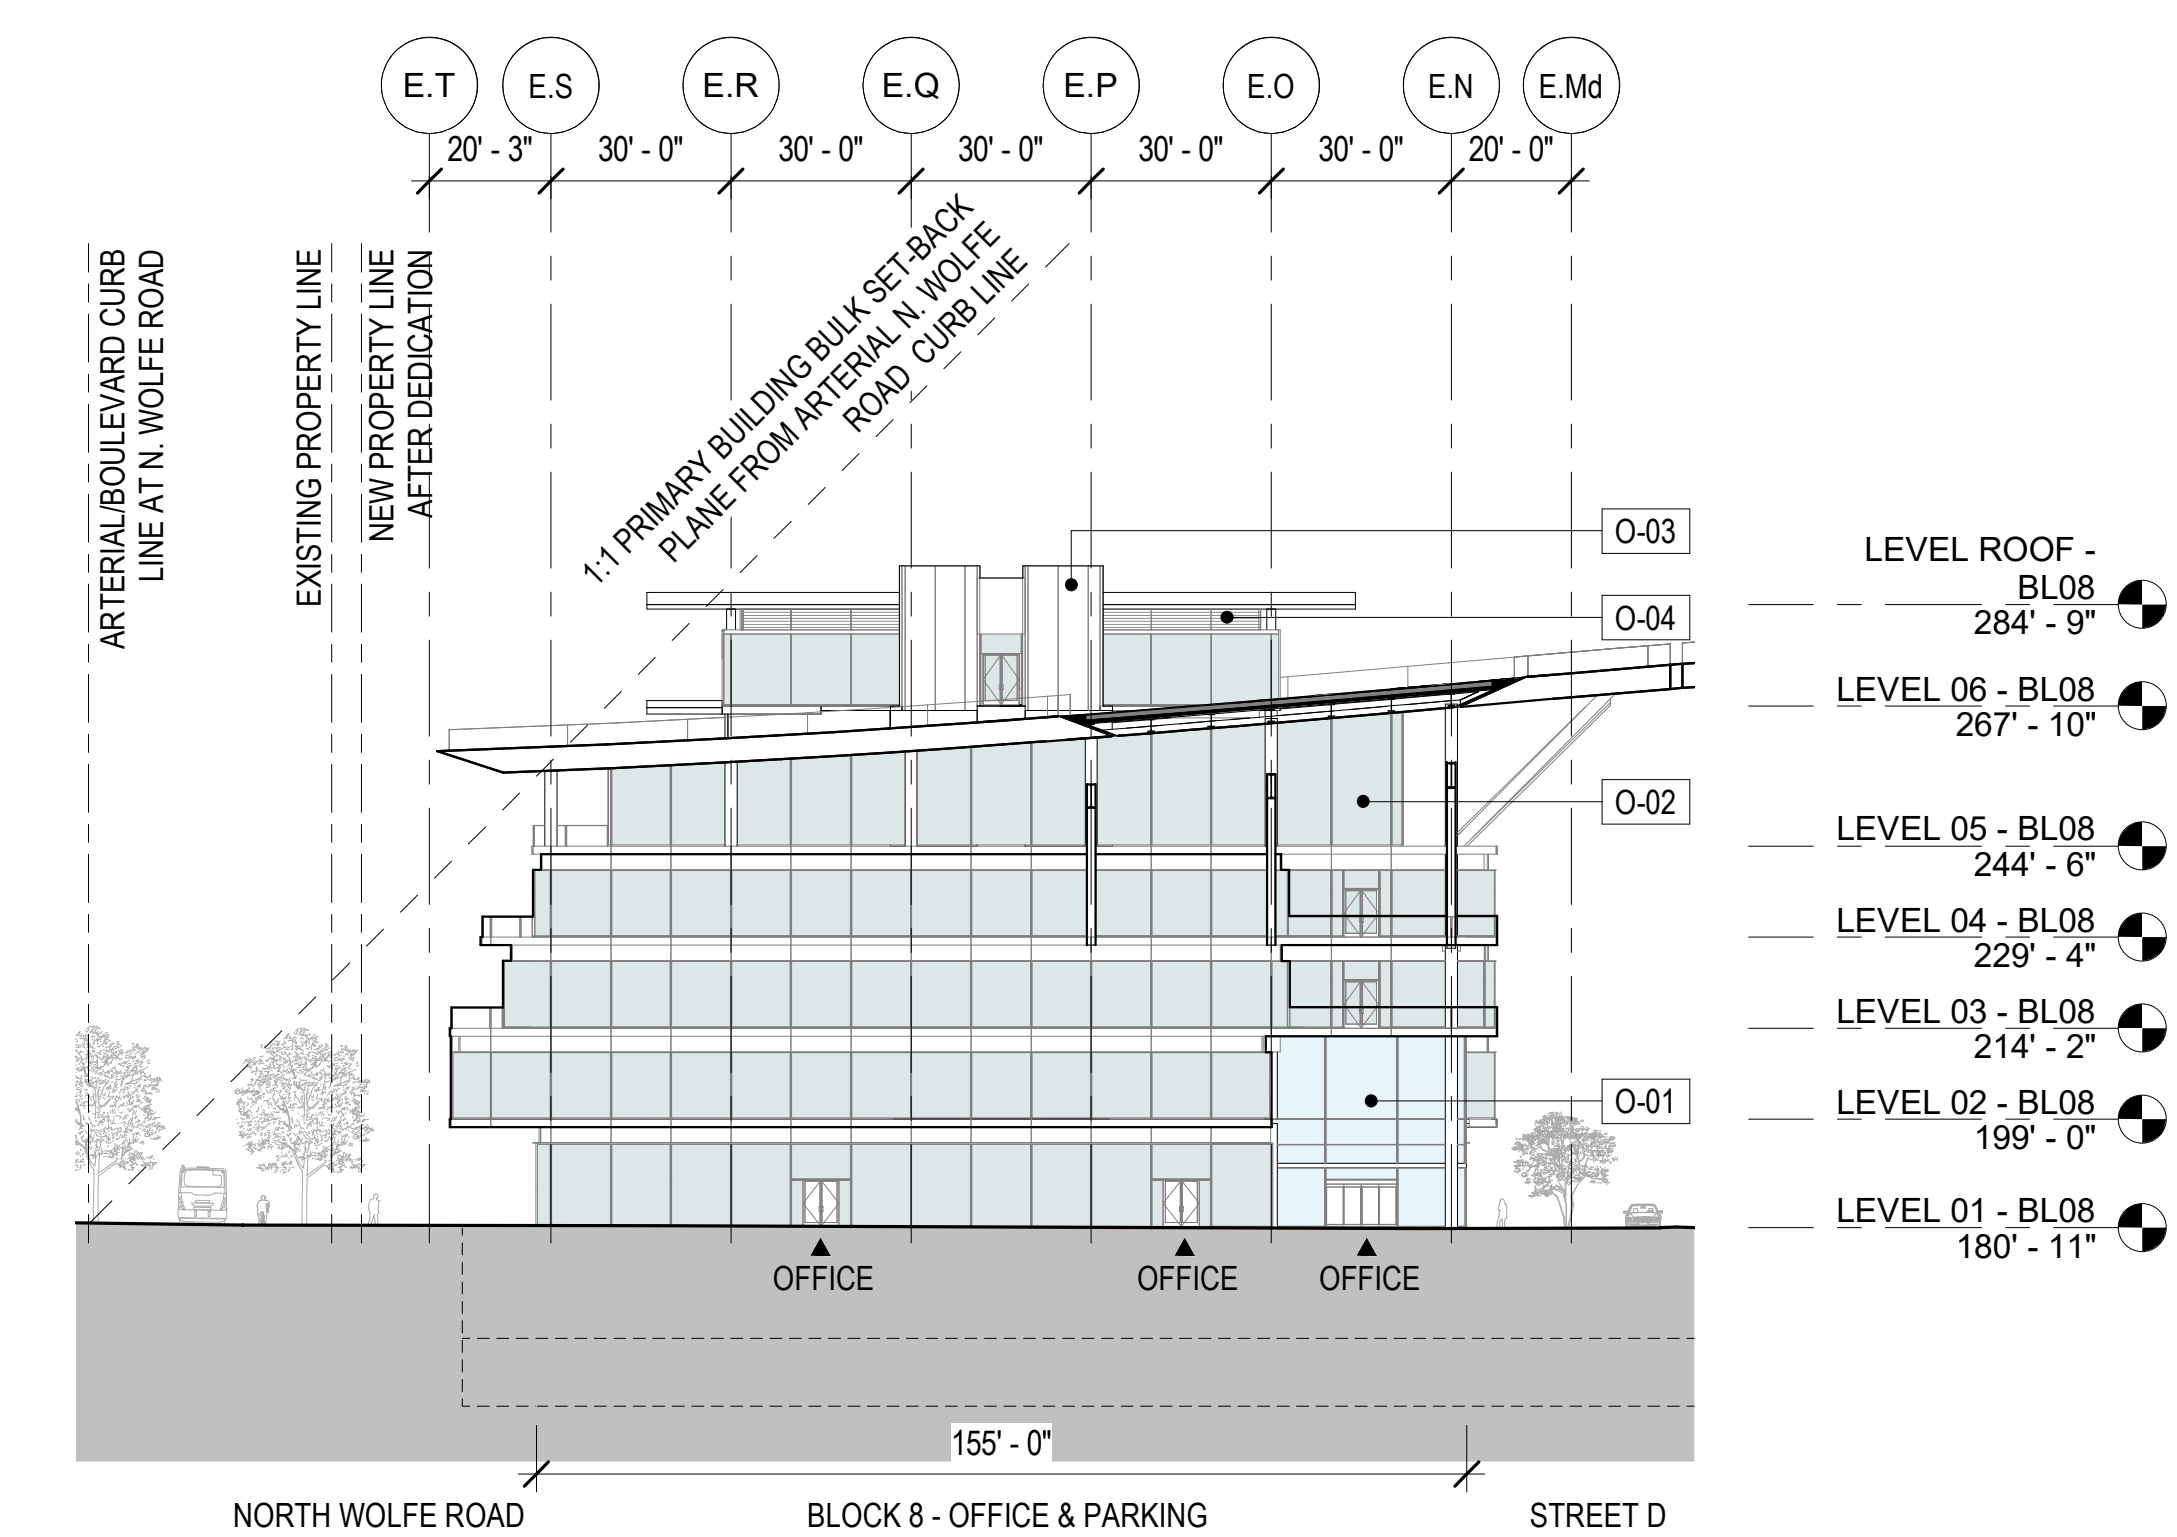 E.T
E.S
E.R
E.Q
E.P
E.O
E.N
E.Md
20' - 3"
30' - 0"
30' - 0"
30' - 0"
30' - 0"
30' - 0"
20' - 0"
ARTERIAL/BOULEVARD CURB
LINE AT N. WOLFE ROAD
EXISTING PROPERTY LINE
NEW PROPERTY LINE
AFTER DEDICATION
1:1 PRIMARY BUILDING BULK SET-BACK
PLANE FROM ARTERIAL N. WOLFE
ROAD CURB LINE
O-03
O-04
O-02
O-01
LEVEL ROOF -
BL08
284' - 9"
LEVEL 06 - BL08
267' - 10"
LEVEL 05 - BL08
244' - 6"
LEVEL 04 - BL08
229' - 4"
LEVEL 03 - BL08
214' - 2"
LEVEL 02 - BL08
199' - 0"
LEVEL 01 - BL08
180' - 11"
OFFICE
OFFICE
OFFICE
155' - 0"
NORTH WOLFE ROAD
BLOCK 8 - OFFICE & PARKING
STREET D